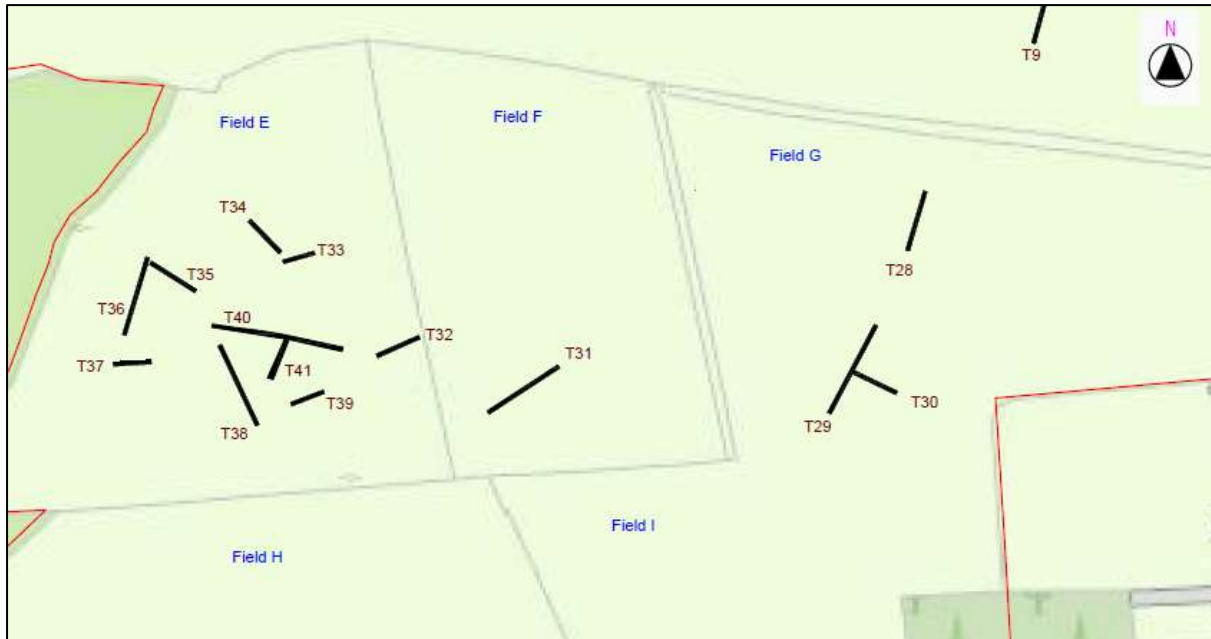 N
T9
Field E
Field F
Field G
T34
T33
T28
T35
T36
T40
T32
T37
T31
T41
T39
T30
T38
T29
Field I
Field H